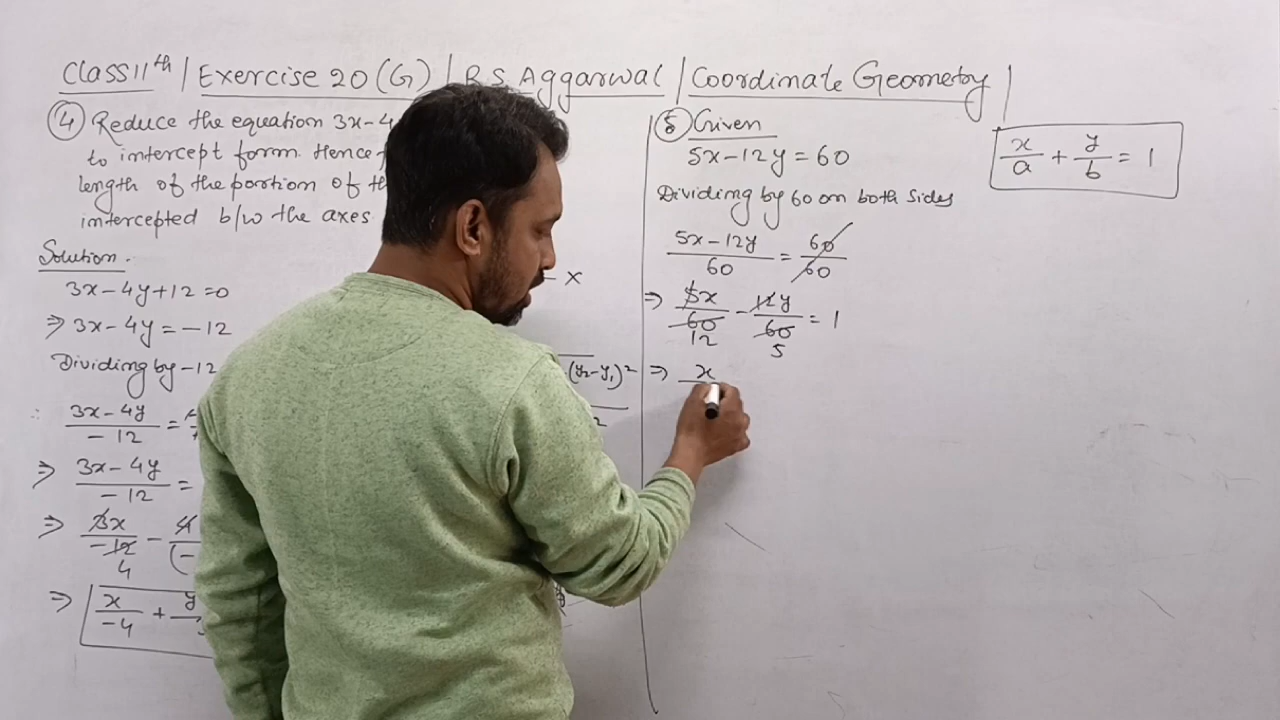 Class 11th / Exercise 20(G) / R.S. Aggarwal / Coordinate Geometry /
④ Reduce the equation 3x-4
to intercept form. Hence
length of the portion of th
intercepted b/w the axes
Solution.
3x-4y+12=0
⇒ 3x-4y=-12
Dividing by -12
3x-4y/-12 =
⇒ 3x-4y/-12 =
⇒ 3x/-12 - 4
4
⇒ x/-4 + y
x
(y₂-y₁)²
2
⑤ Given
5x-12y=60
Dividing by 60 on both sides
5x-12y/60 = 60/60
⇒ 5x/60 - 12y/60 = 1
12 5
⇒ x
x/a + y/b = 1